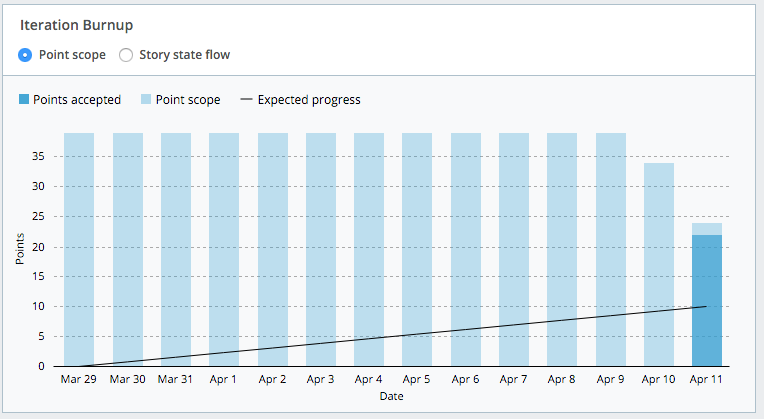 Iteration Burnup
Point scope Story state flow
Points accepted Point scope Expected progress
35
30
25
20
15
10
5
0
Points
Mar 29 Mar 30 Mar 31 Apr 1 Apr 2 Apr 3 Apr 4 Apr 5 Apr 6 Apr 7 Apr 8 Apr 9 Apr 10 Apr 11
Date